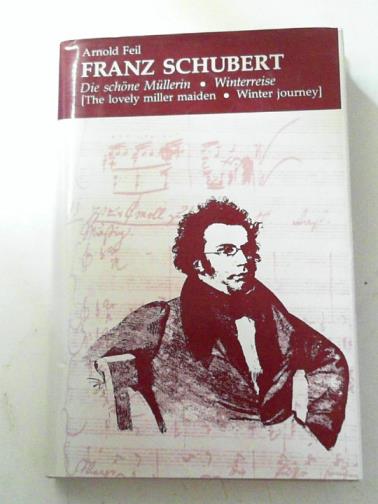 Arnold Feil
FRANZ SCHUBERT
Die schöne Müllerin • Winterreise
[The lovely miller maiden • Winter journey]